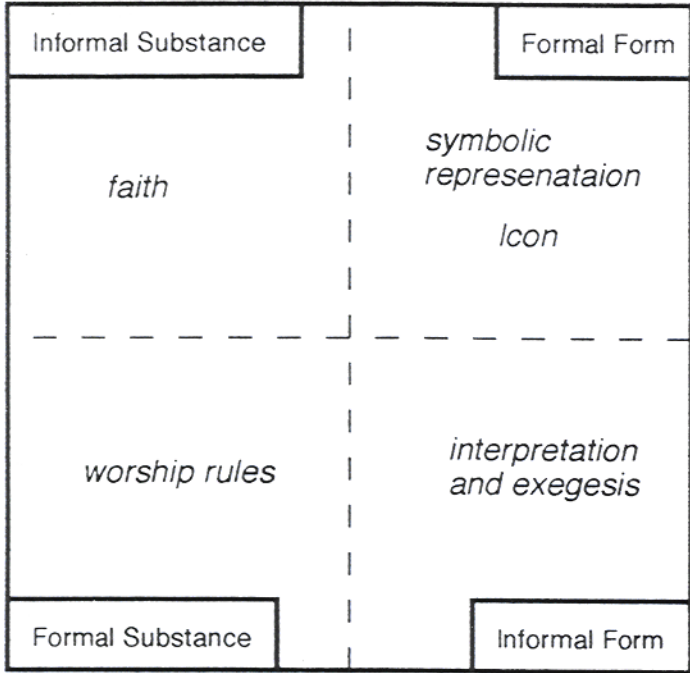 Informal Substance
Formal Form
faith
symbolic
represenataion
Icon
worship rules
interpretation
and exegesis
Formal Substance
Informal Form